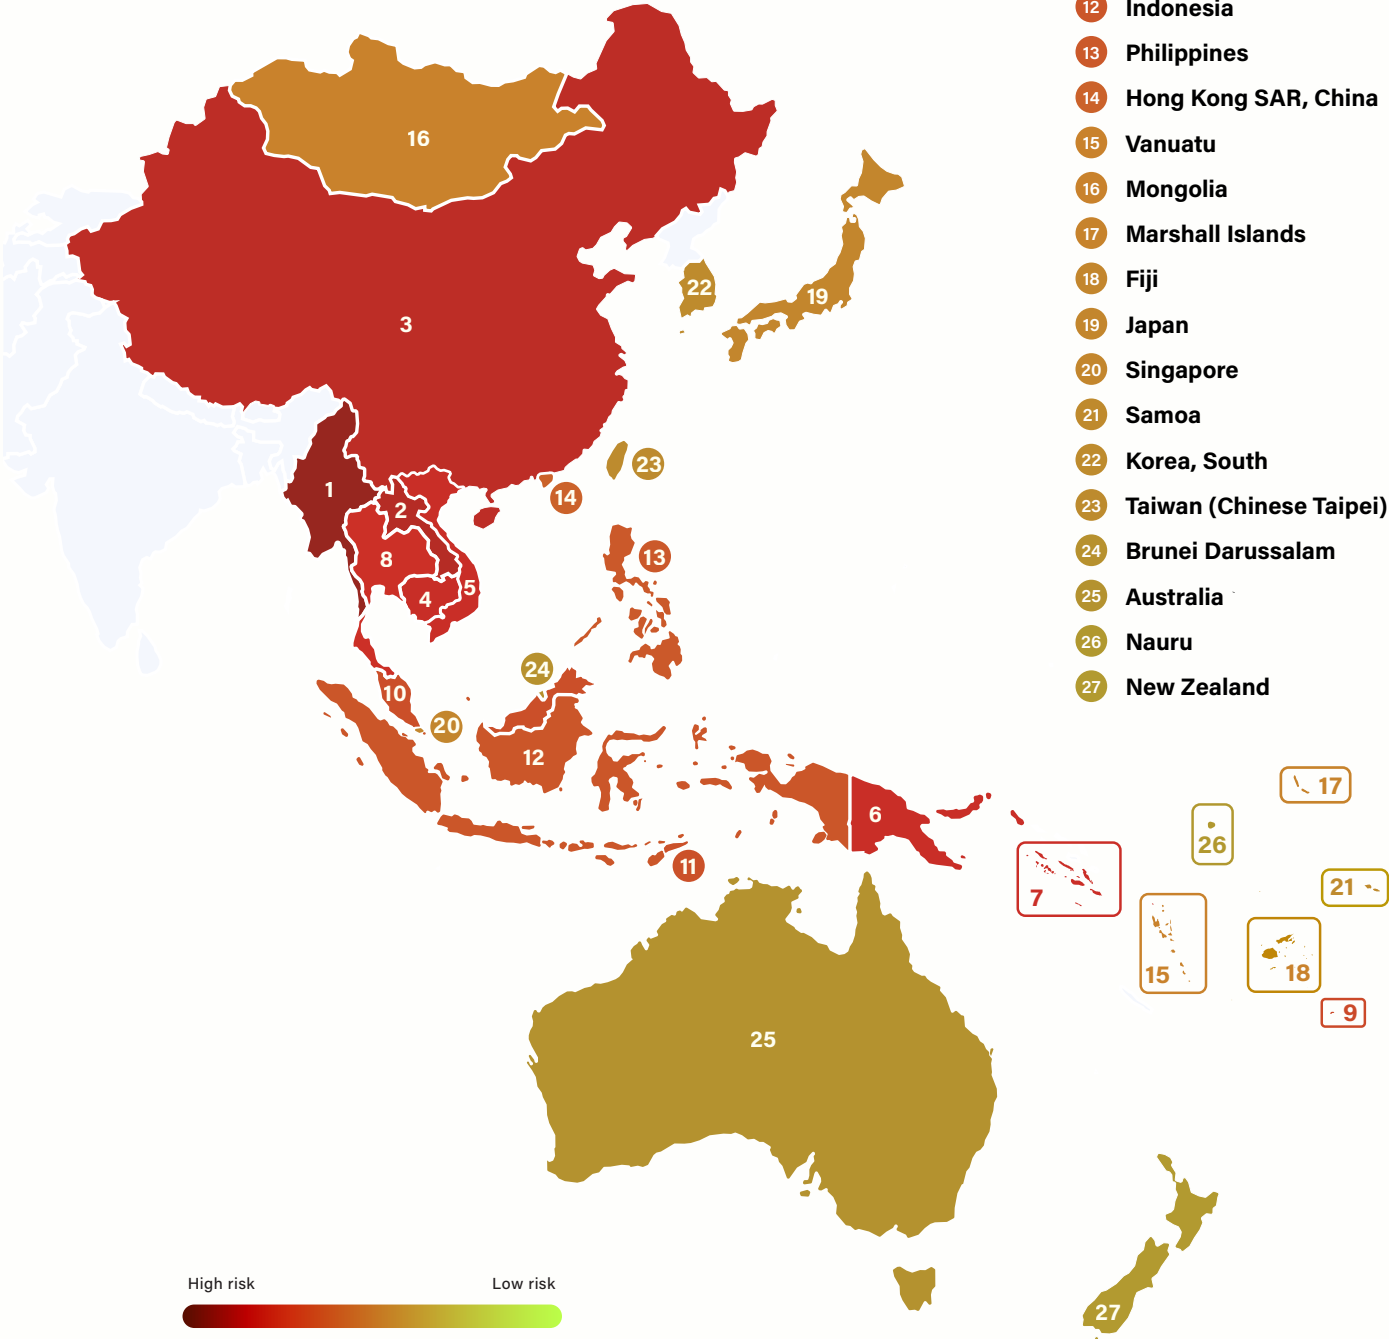 12 Indonesia
13 Philippines
14 Hong Kong SAR, China
15 Vanuatu
16 Mongolia
17 Marshall Islands
18 Fiji
19 Japan
20 Singapore
21 Samoa
22 Korea, South
23 Taiwan (Chinese Taipei)
24 Brunei Darussalam
25 Australia
26 Nauru
27 New Zealand
16
22
19
3
23
1
14
2
13
8
5
4
24
10
20
12
17
6
26
11
21
7
15
18
9
25
27
High risk
Low risk